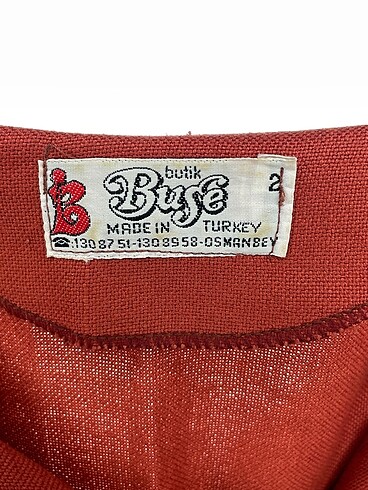 butik
Buse 2
MADE IN TURKEY
☎:130 87 51-130 89 58-OSMANBEY